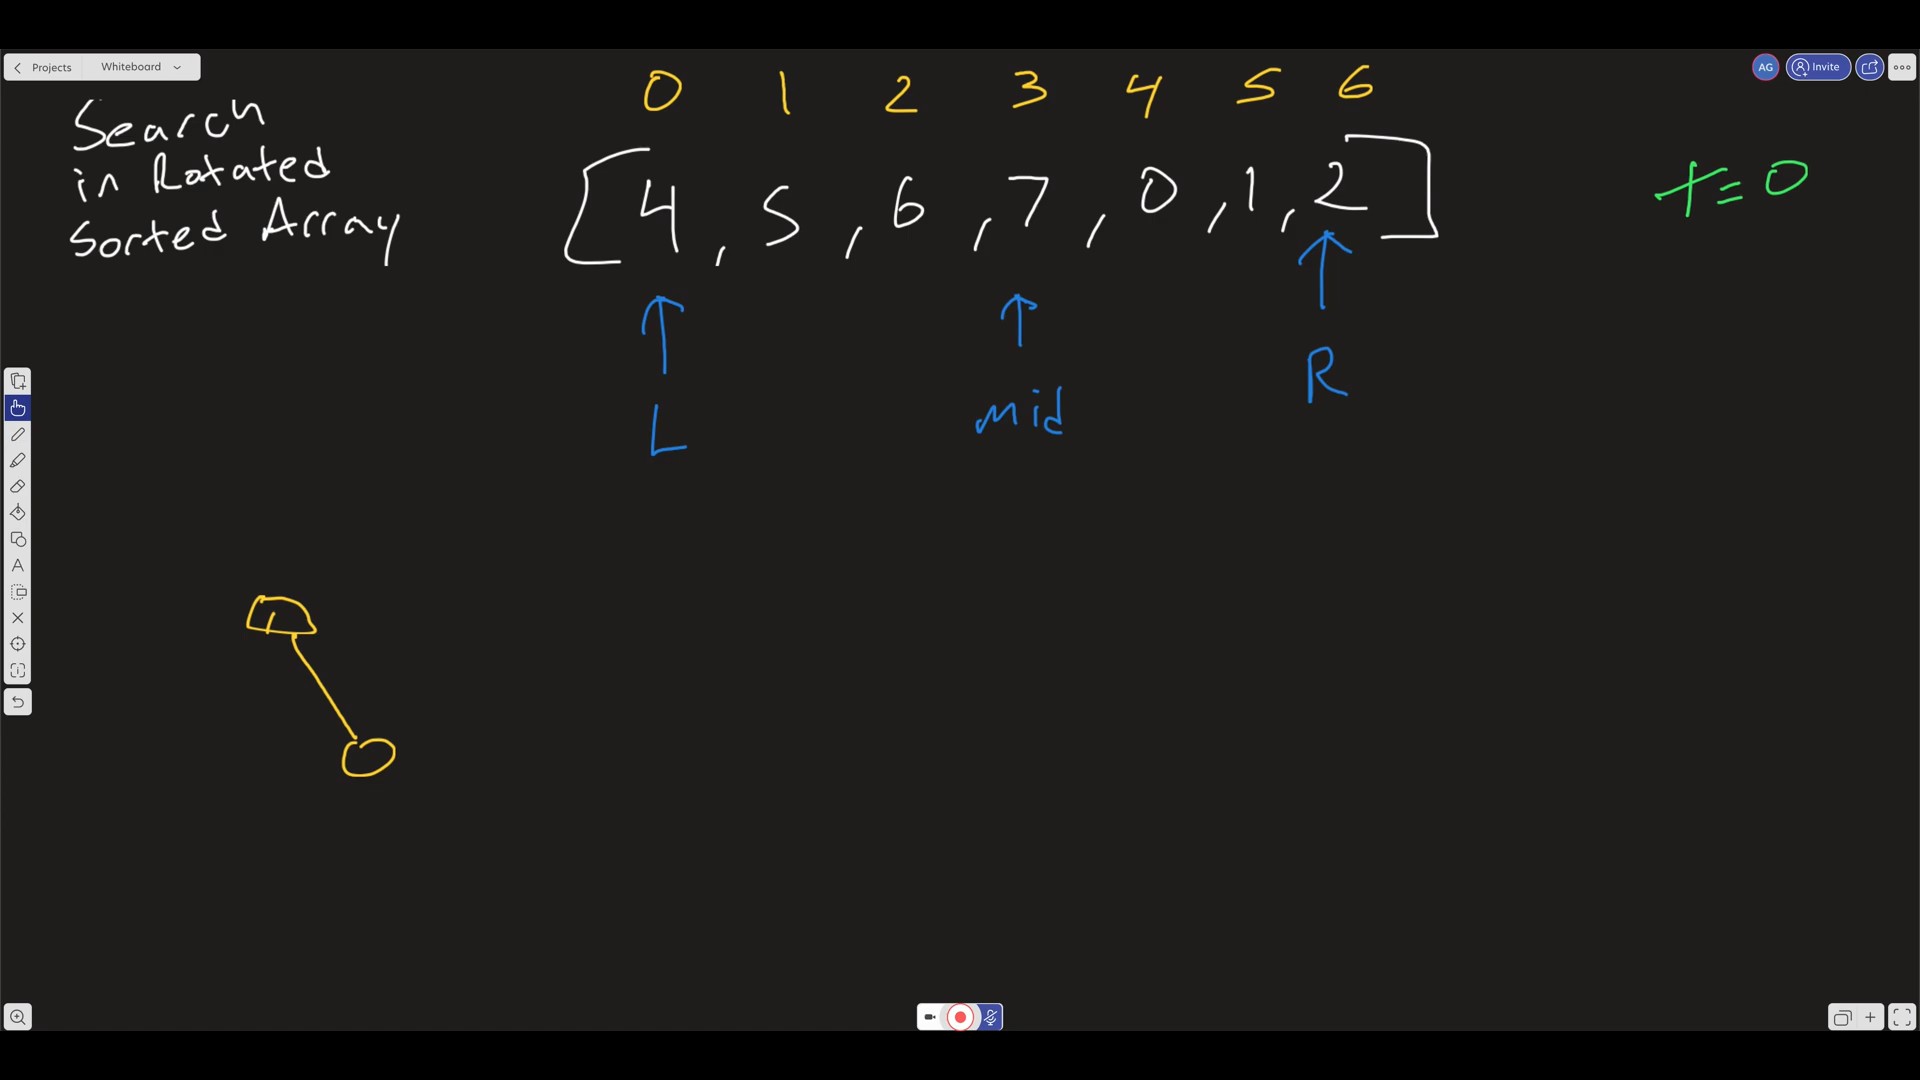 Projects
Whiteboard
AG
Invite
Search
in Rotated
Sorted Array
0 1 2 3 4 5 6
[4, 5, 6, 7, 0, 1, 2]
t=0
L
Mid
R
A